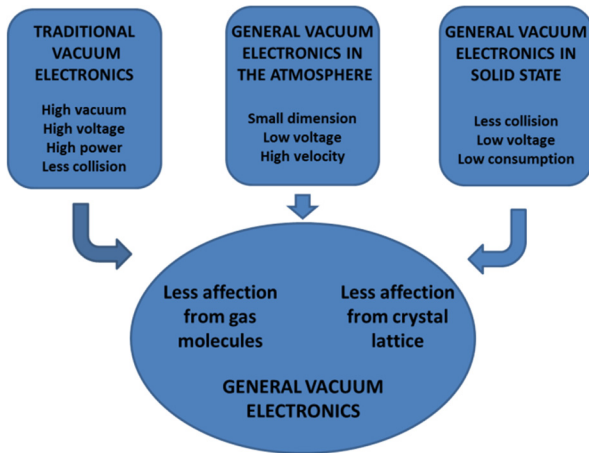 TRADITIONAL
VACUUM
ELECTRONICS
High vacuum
High voltage
High power
Less collision
GENERAL VACUUM
ELECTRONICS IN
THE ATMOSPHERE
Small dimension
Low voltage
High velocity
GENERAL VACUUM
ELECTRONICS IN
SOLID STATE
Less collision
Low voltage
Low consumption
Less affection
from gas
molecules
Less affection
from crystal
lattice
GENERAL VACUUM
ELECTRONICS